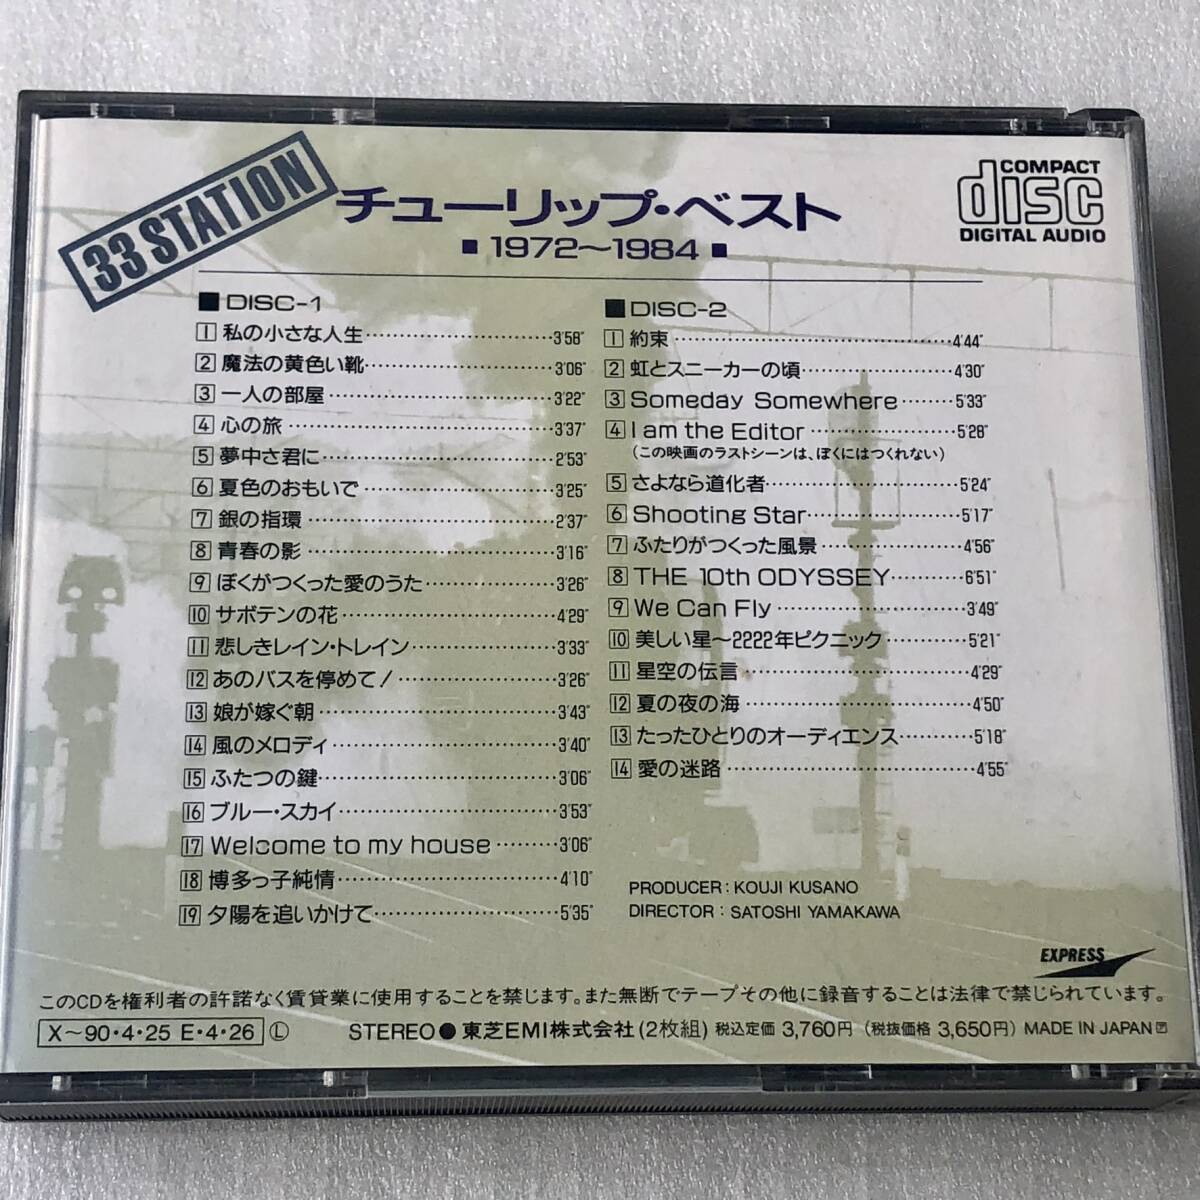 33 STATION
チューリップ・ベスト
■ 1972〜1984 ■
COMPACT
disc
DIGITAL AUDIO
■ DISC-1
1 私の小さな人生 3'58"
2 魔法の黄色い靴 3'06"
3 一人の部屋 3'22"
4 心の旅 3'37"
5 夢中さ君に 2'53"
6 夏色のおもいで 3'25"
7 銀の指環 2'37"
8 青春の影 3'16"
9 ぼくがつくった愛のうた 3'26"
10 サボテンの花 4'29"
11 悲しきレイン・トレイン 3'33"
12 あのバスを停めて! 3'26"
13 娘が嫁ぐ朝 3'43"
14 風のメロディ 3'40"
15 ふたつの鍵 3'06"
16 ブルー・スカイ 3'53"
17 Welcome to my house 3'06"
18 博多っ子純情 4'10"
19 夕陽を追いかけて 5'35"
■ DISC-2
1 約束 4'44"
2 虹とスニーカーの頃 4'30"
3 Someday Somewhere 5'33"
4 I am the Editor 5'28"
(この映画のラストシーンは、ぼくにはつくれない)
5 さよなら道化者 5'24"
6 Shooting Star 5'17"
7 ふたりがつくった風景 4'56"
8 THE 10th ODYSSEY 6'51"
9 We Can Fly 3'49"
10 美しい星〜2222年ピクニック 5'21"
11 星空の伝言 4'29"
12 夏の夜の海 4'50"
13 たったひとりのオーディエンス 5'18"
14 愛の迷路 4'55"
PRODUCER : KOUJI KUSANO
DIRECTOR : SATOSHI YAMAKAWA
EXPRESS
このCDを権利者の許諾なく賃貸業に使用することを禁じます。また無断でテープその他に録音することは法律で禁じられています。
X〜90・4・25 E・4・26 Ⓛ STEREO ● 東芝EMI株式会社 (2枚組) 税込定価 3,760円 (税抜価格 3,650円) MADE IN JAPAN